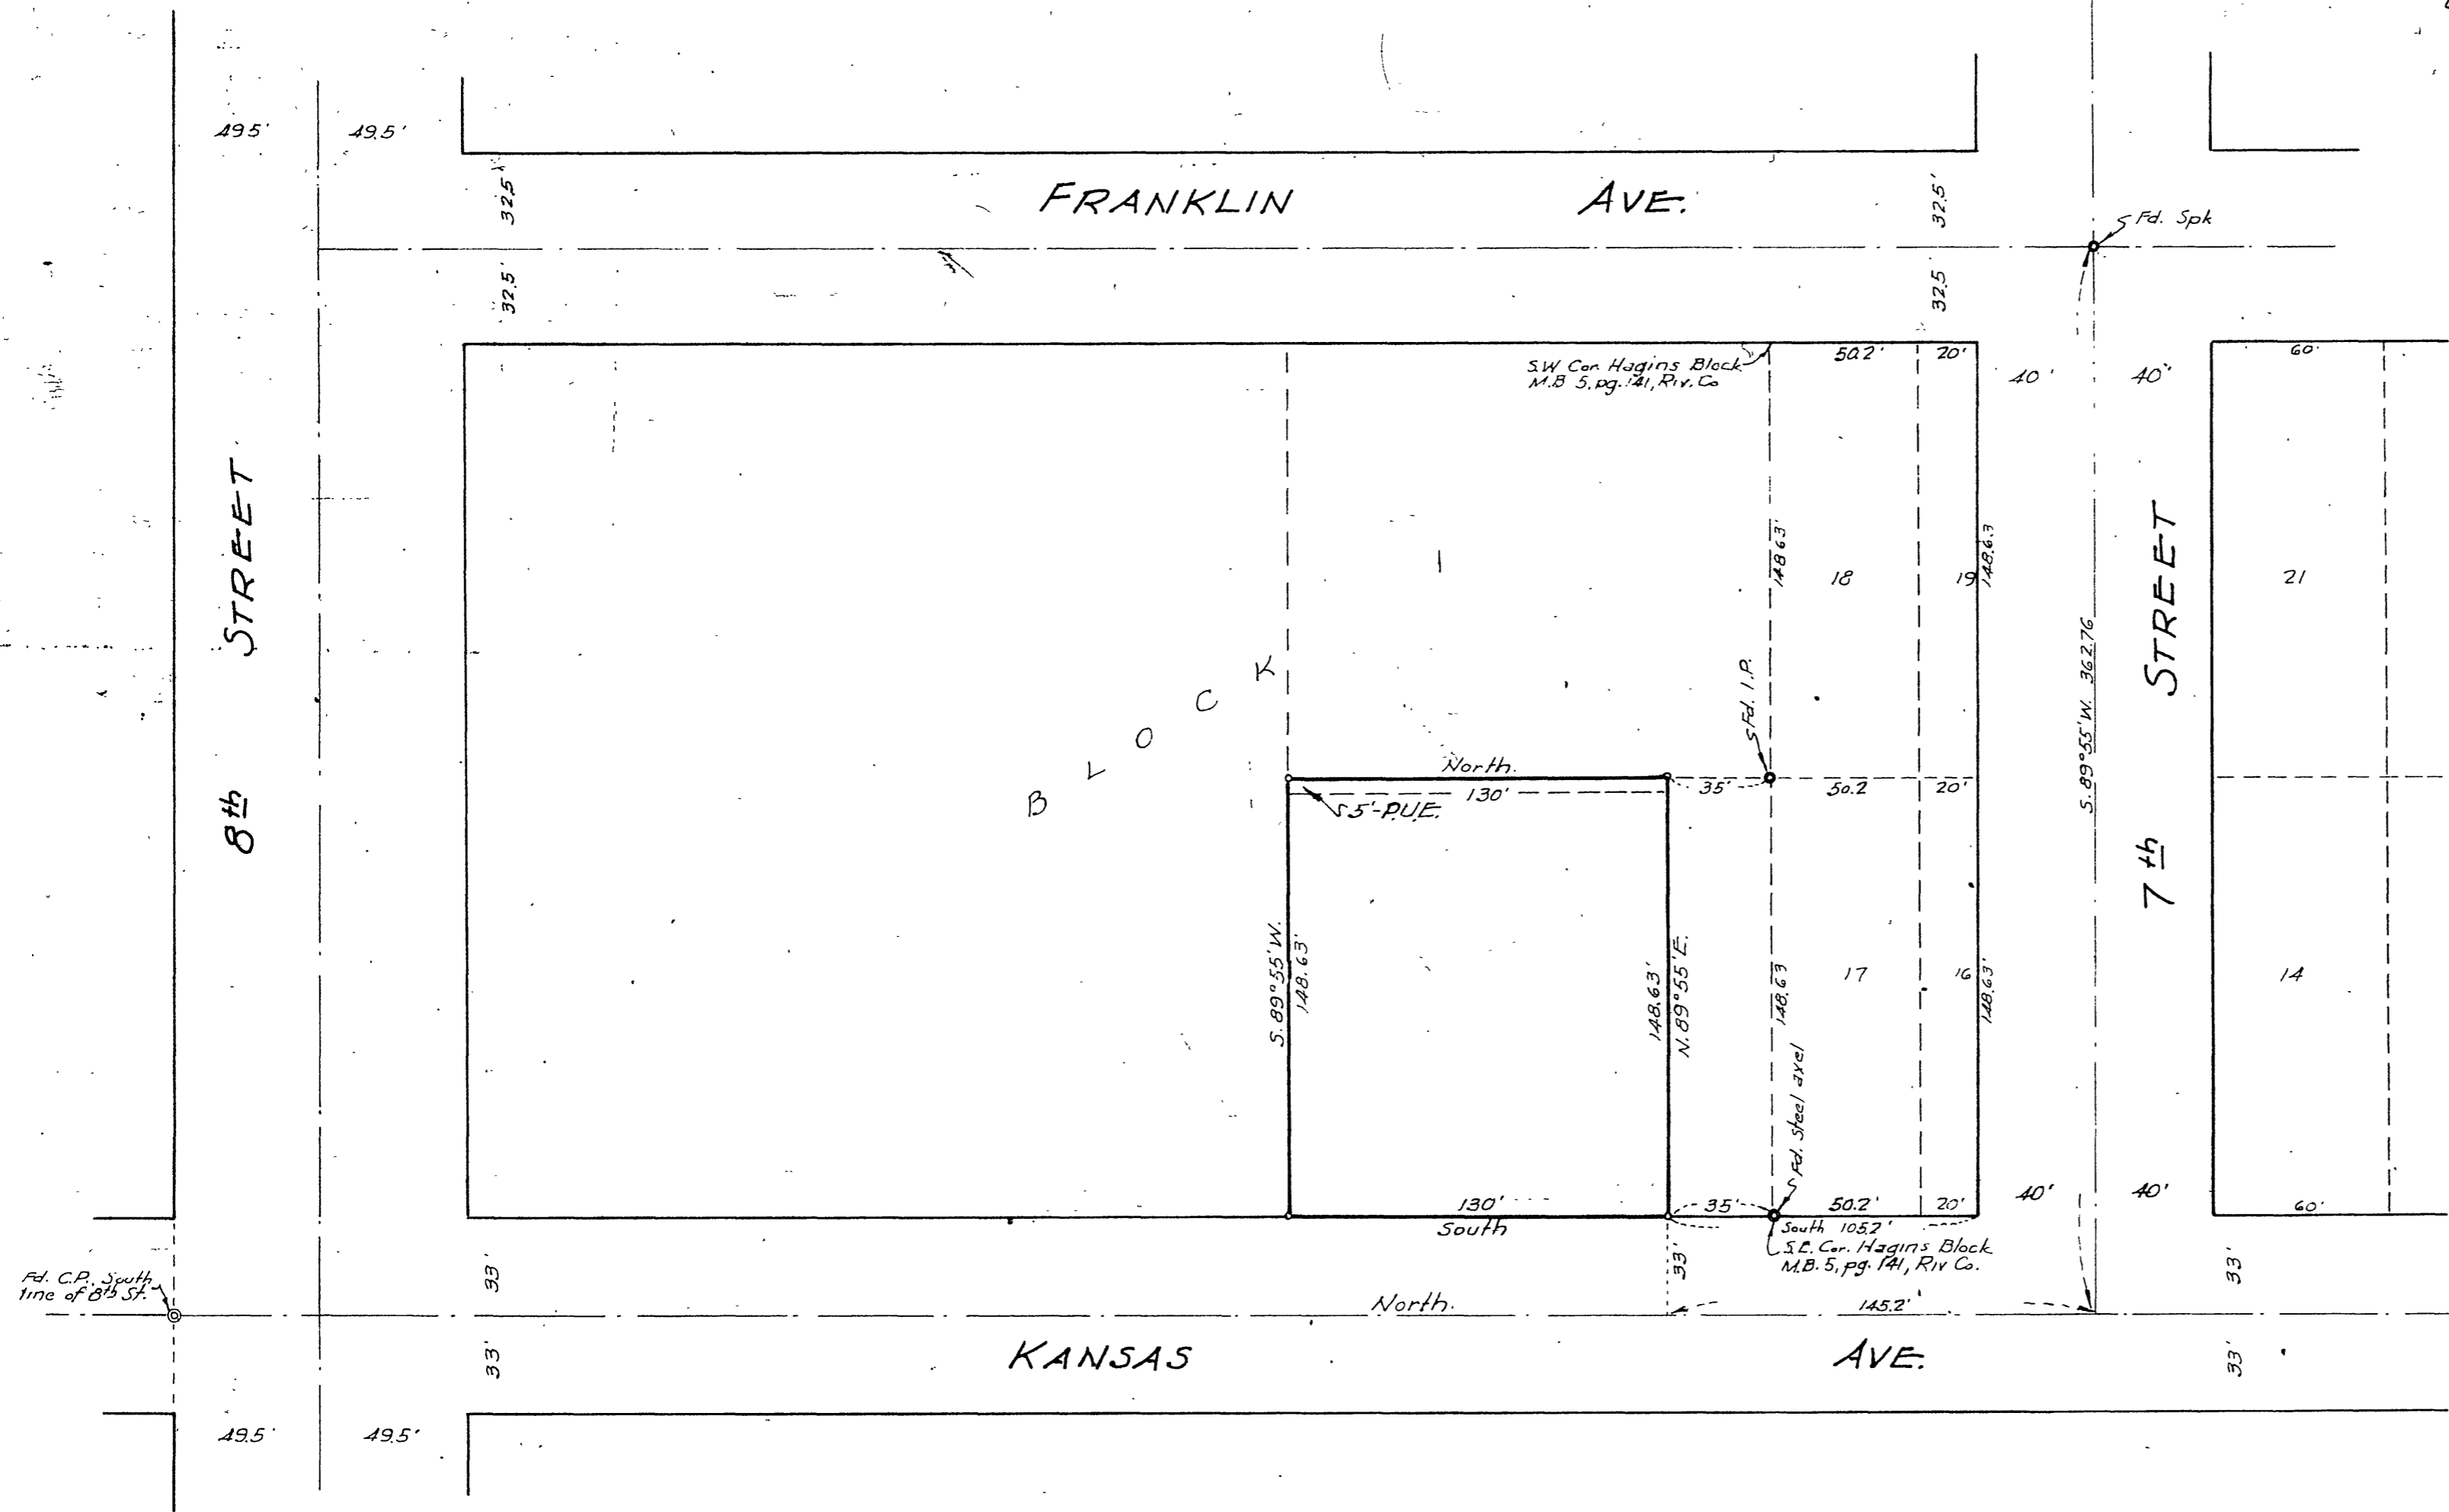 49.5'
49.5'
32.5'
FRANKLIN AVE.
32.5'
Fd. Spk
32.5'
32.5
S.W Cor. Hagins Block
M.B 5, pg. 141, Riv. Co
50.2'
20'
40'
40'
60'
8th STREET
7th STREET
148.63'
18
19
148.63
21
S.89°55'W. 362.76
BLOCK
Fd. I.P.
North.
130'
5'-P.U.E.
35'
50.2
20'
S.89°55'W.
148.63'
148.63'
N.89°55'E.
148.63
17
16
148.63'
14
Fd. steel axel
130'
South
35'
50.2'
20'
40'
40'
60'
South 105.2'
S.E. Cor. Hagins Block
M.B. 5, pg. 141, Riv Co.
Fd. C.P., South
line of 8th St.
33'
33'
33'
North.
145.2'
KANSAS AVE.
33'
33'
49.5'
49.5'